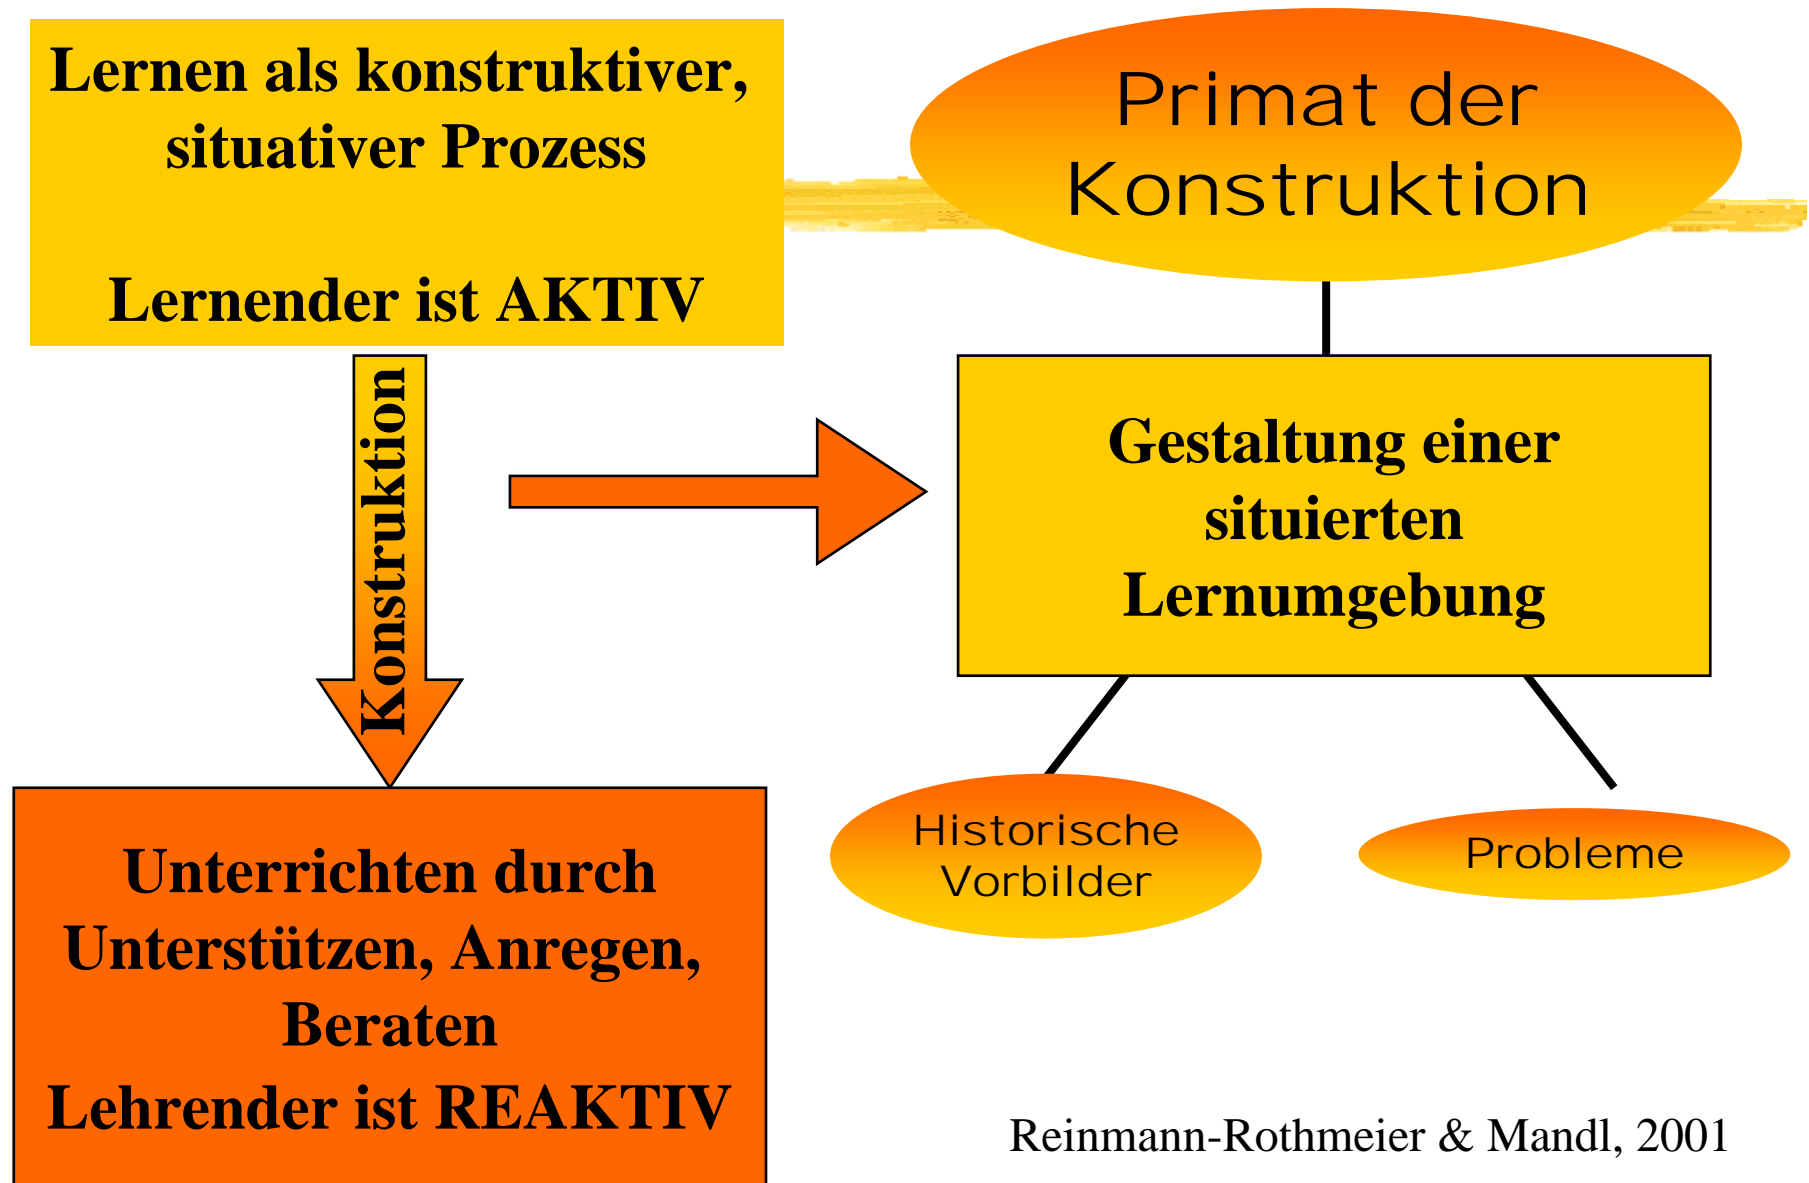 Lernen als konstruktiver,
situativer Prozess
Lernender ist AKTIV
Primat der
Konstruktion
Konstruktion
Gestaltung einer
situierten
Lernumgebung
Historische
Vorbilder
Probleme
Unterrichten durch
Unterstützen, Anregen,
Beraten
Lehrender ist REAKTIV
Reinmann-Rothmeier & Mandl, 2001